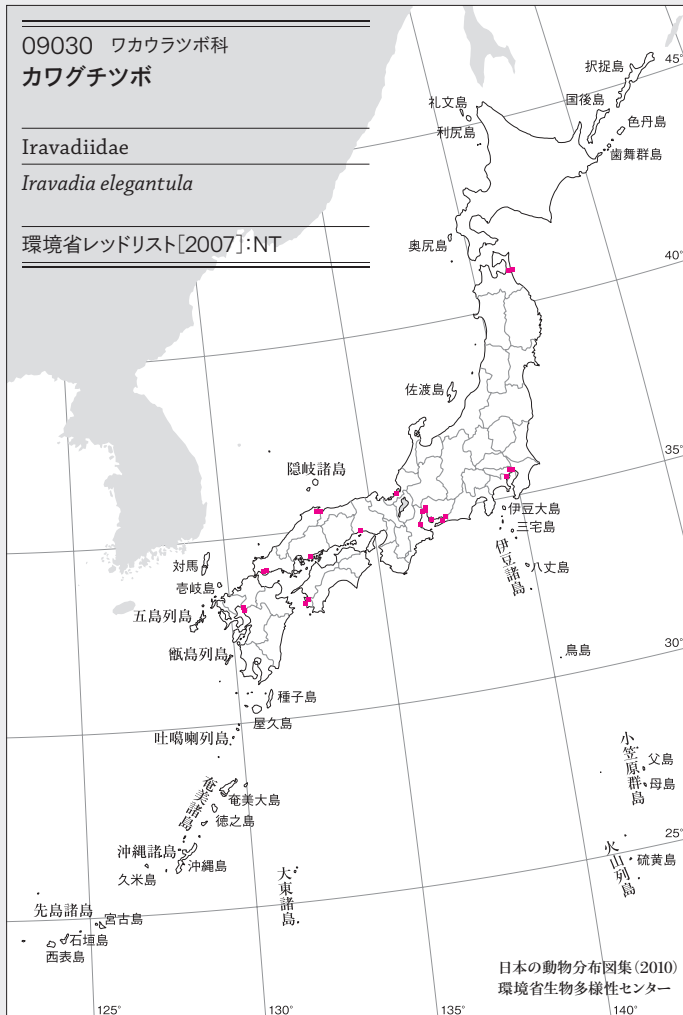 09030 ワカウラツボ科
カワグチツボ
Iravadiidae
Iravadia elegantula
環境省レッドリスト[2007]:NT
択捉島
45°
国後島
礼文島
色丹島
利尻島
歯舞群島
奥尻島
40°
佐渡島
35°
隠岐諸島
伊豆大島
三宅島
伊豆諸島
八丈島
対馬
壱岐島
五島列島
甑島列島
鳥島
30°
種子島
屋久島
吐噶喇列島
小笠原群島
父島
母島
奄美諸島
奄美大島
徳之島
25°
沖縄諸島
沖縄島
久米島
火山列島
硫黄島
大東諸島
先島諸島
宮古島
石垣島
西表島
日本の動物分布図集(2010)
環境省生物多様性センター
125°
130°
135°
140°